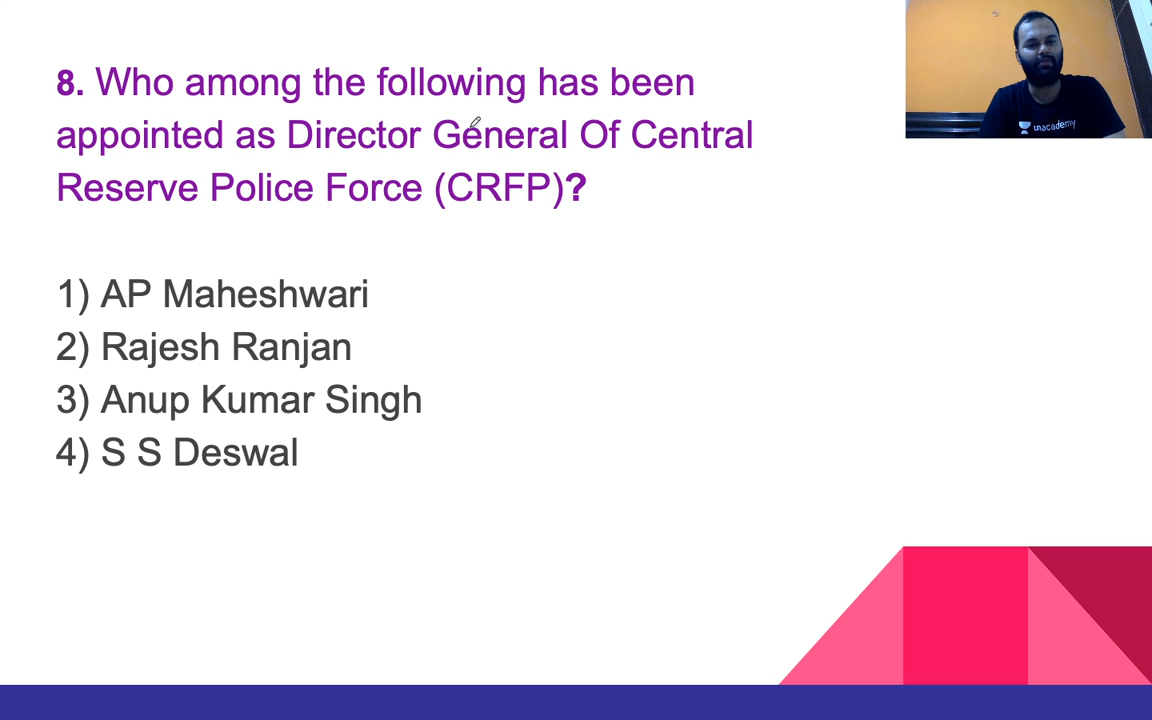 8. Who among the following has been
appointed as Director General Of Central
Reserve Police Force (CRFP)?
1) AP Maheshwari
2) Rajesh Ranjan
3) Anup Kumar Singh
4) S S Deswal
unacademy